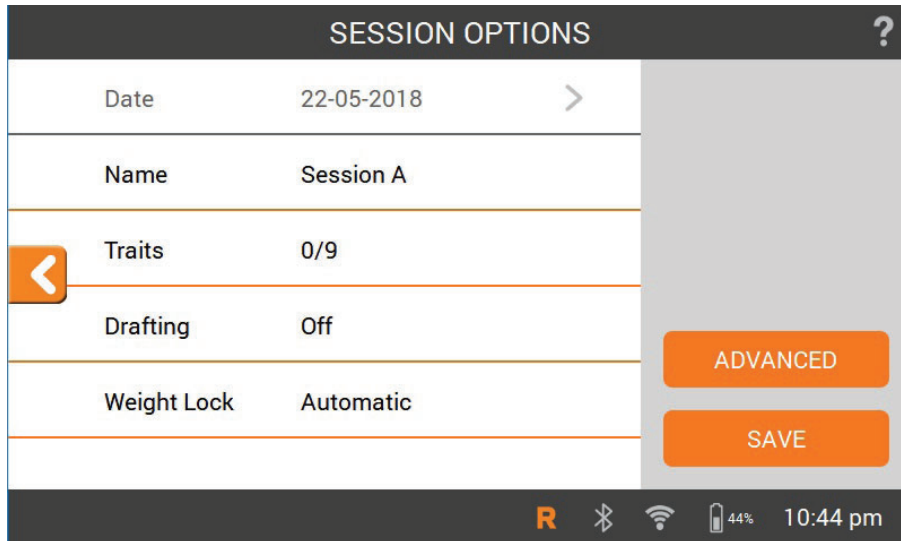 SESSION OPTIONS ?
Date 22-05-2018
Name Session A
Traits 0/9
Drafting Off
Weight Lock Automatic
ADVANCED
SAVE
R 44% 10:44 pm